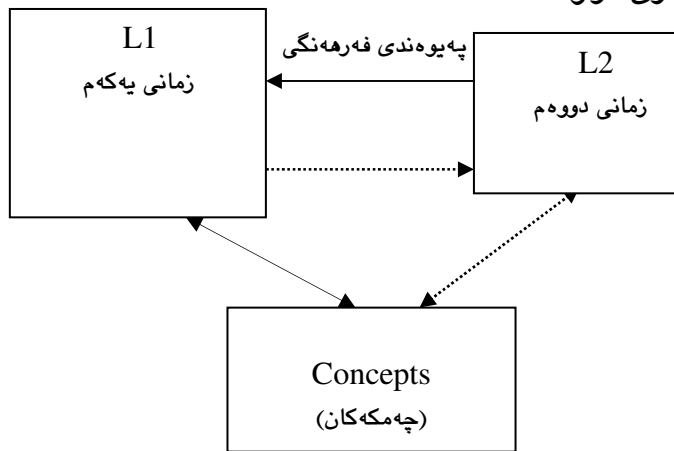 L1
زمانی یەکەم
پەیوەندی فەرهەنگی
L2
زمانی دووەم
Concepts
(چەمکەکان)